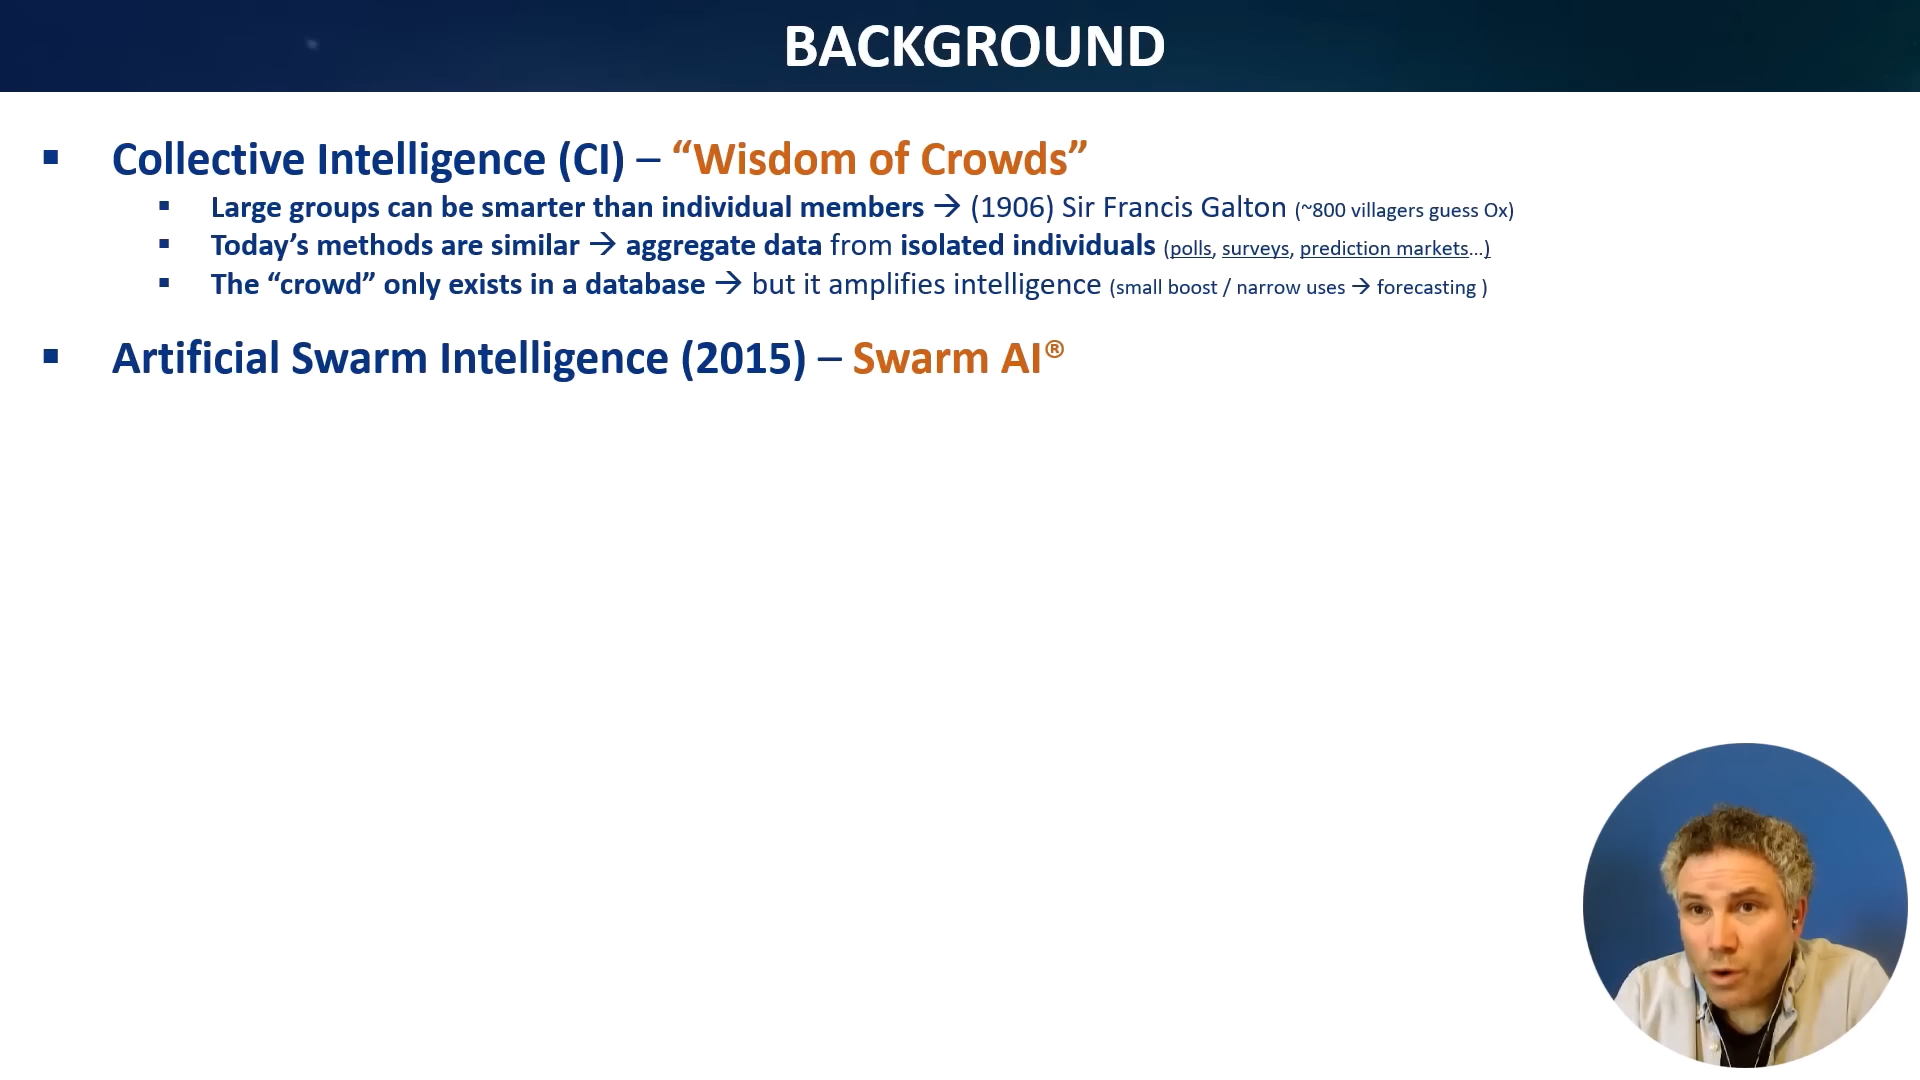 BACKGROUND
▪ Collective Intelligence (CI) – “Wisdom of Crowds”
▪ Large groups can be smarter than individual members → (1906) Sir Francis Galton (~800 villagers guess Ox)
▪ Today’s methods are similar → aggregate data from isolated individuals (polls, surveys, prediction markets...)
▪ The “crowd” only exists in a database → but it amplifies intelligence (small boost / narrow uses → forecasting )
▪ Artificial Swarm Intelligence (2015) – Swarm AI®